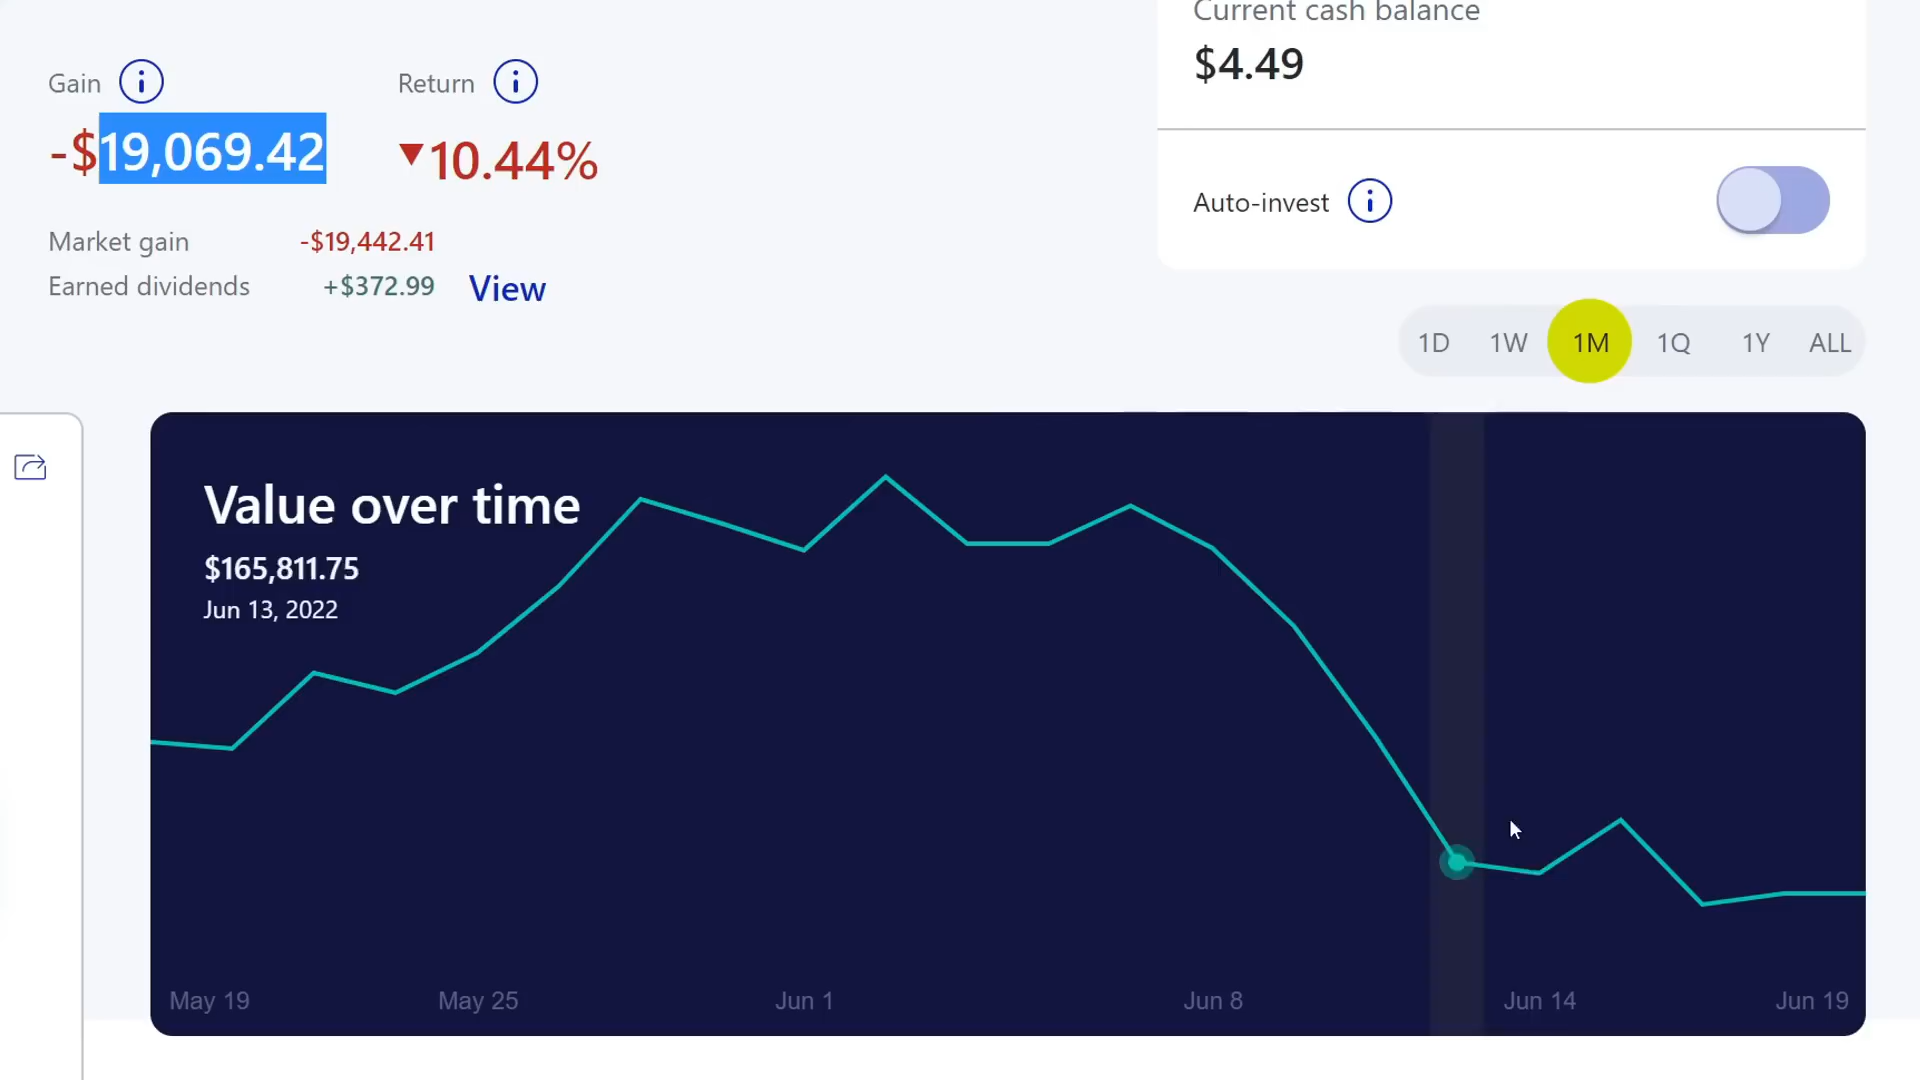 Current cash balance
$4.49
Gain
Return
-$19,069.42
▼10.44%
Market gain -$19,442.41
Earned dividends +$372.99 View
Auto-invest
1D 1W 1M 1Q 1Y ALL
Value over time
$165,811.75
Jun 13, 2022
May 19 May 25 Jun 1 Jun 8 Jun 14 Jun 19